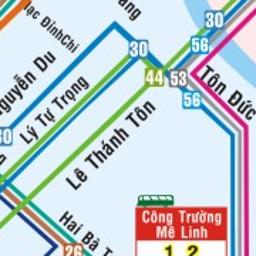 ạc ĐinhChi
ang
30
56
30
guyễn Du
44
53
Tôn Đức
56
Lý Tự Trọng
30
Lê Thánh Tôn
Hai Bà T
26
Công Trường
Mê Linh
1 2